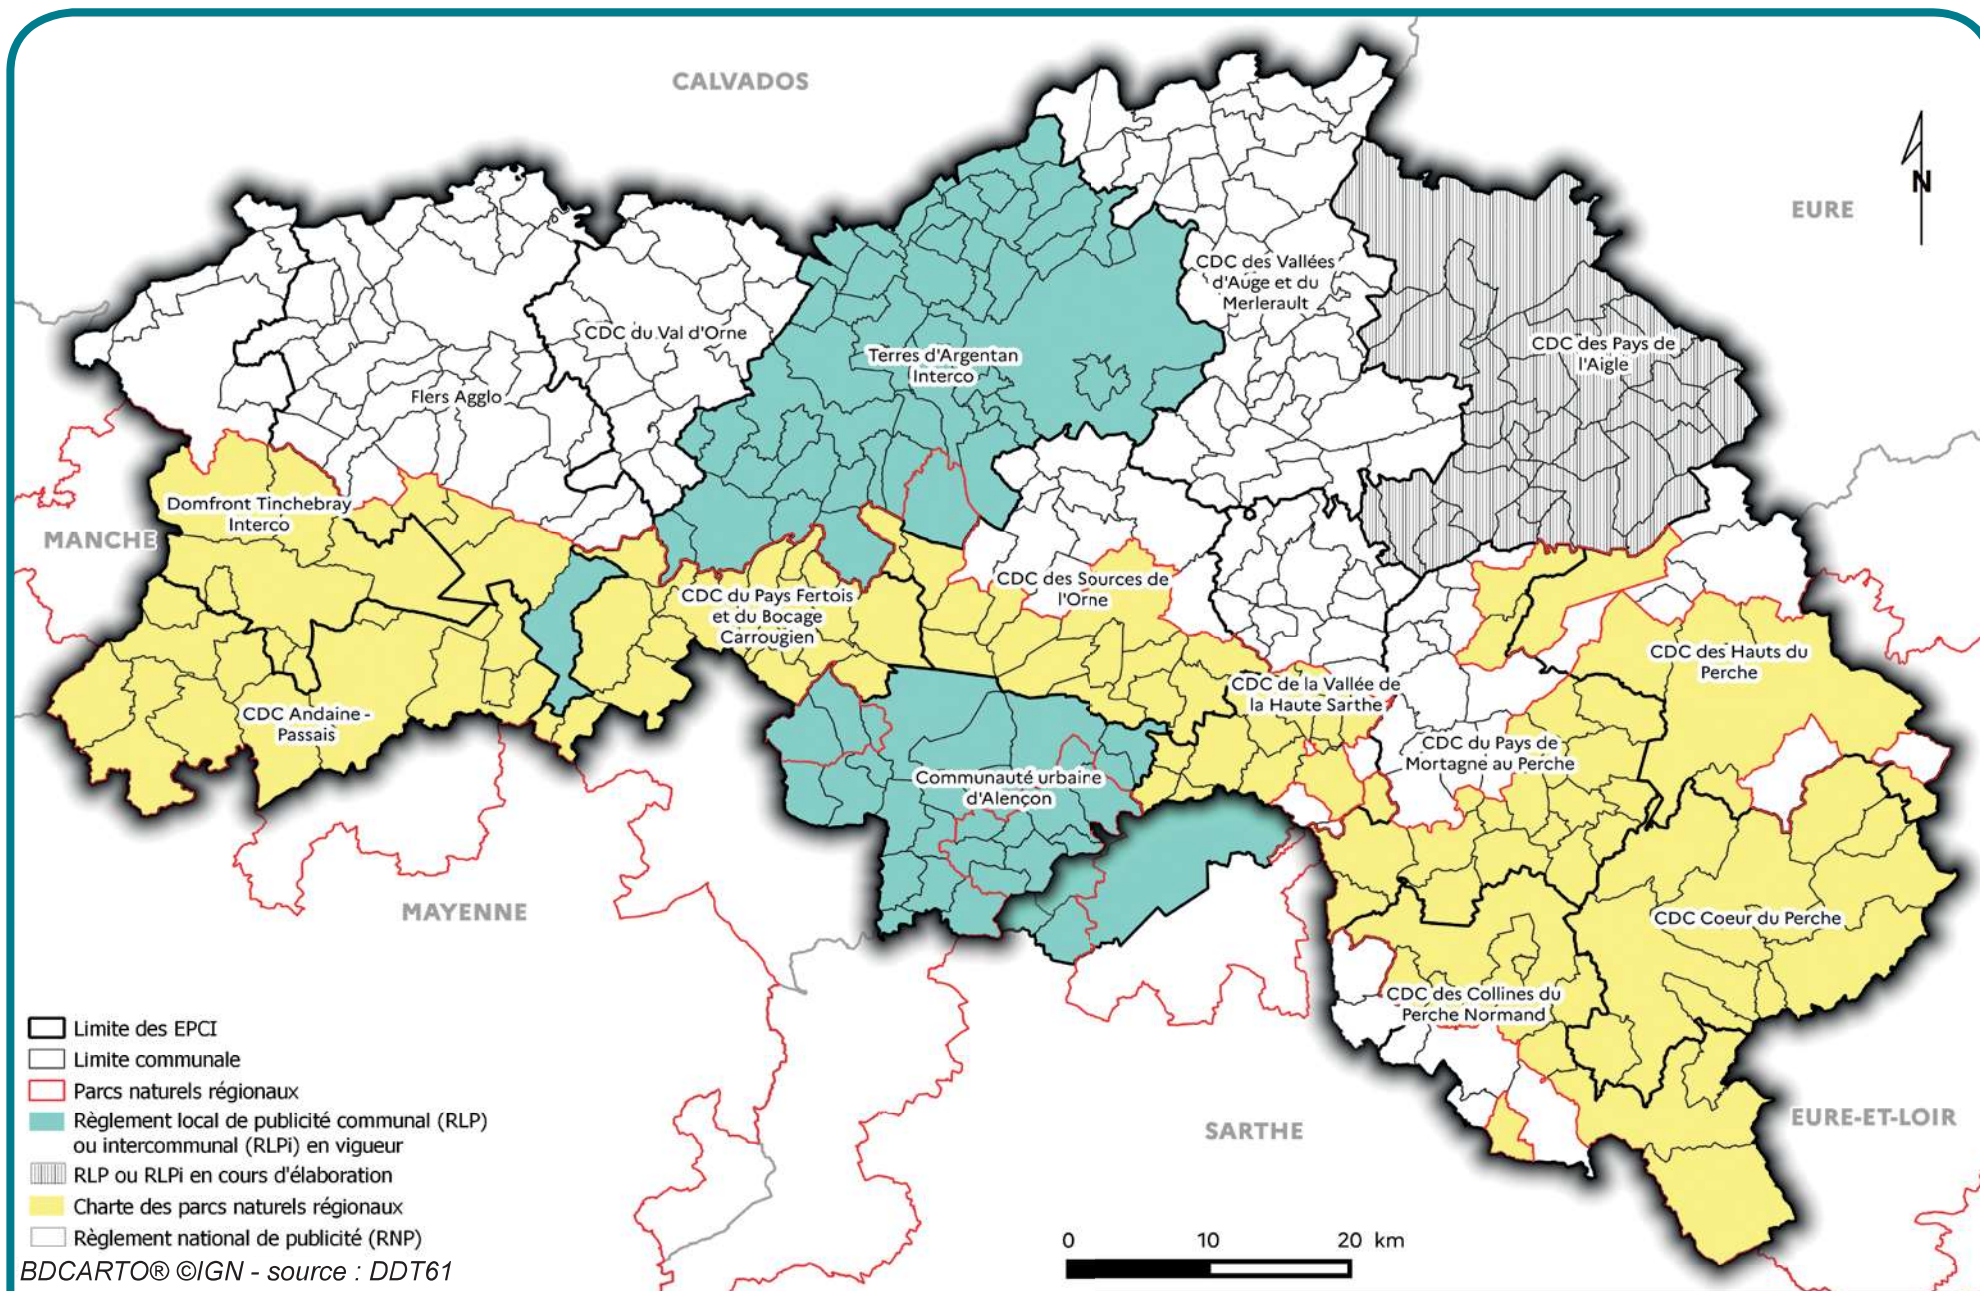 CALVADOS
EURE
N
CDC des Vallées
d'Auge et du
Merlerault
CDC du Val d'Orne
Terres d'Argentan
Interco
CDC des Pays de
l'Aigle
Flers Agglo
Domfront Tinchebray
Interco
MANCHE
CDC du Pays Fertois
et du Bocage
Carrougien
CDC des Sources de
l'Orne
CDC des Hauts du
Perche
CDC de la Vallée de
la Haute Sarthe
CDC Andaine -
Passais
CDC du Pays de
Mortagne au Perche
Communauté urbaine
d'Alençon
MAYENNE
CDC Coeur du Perche
CDC des Collines du
Perche Normand
SARTHE
EURE-ET-LOIR
Limite des EPCI
Limite communale
Parcs naturels régionaux
Règlement local de publicité communal (RLP)
ou intercommunal (RLPi) en vigueur
RLP ou RLPi en cours d'élaboration
Charte des parcs naturels régionaux
Règlement national de publicité (RNP)
BDCARTO® ©IGN - source : DDT61
0 10 20 km